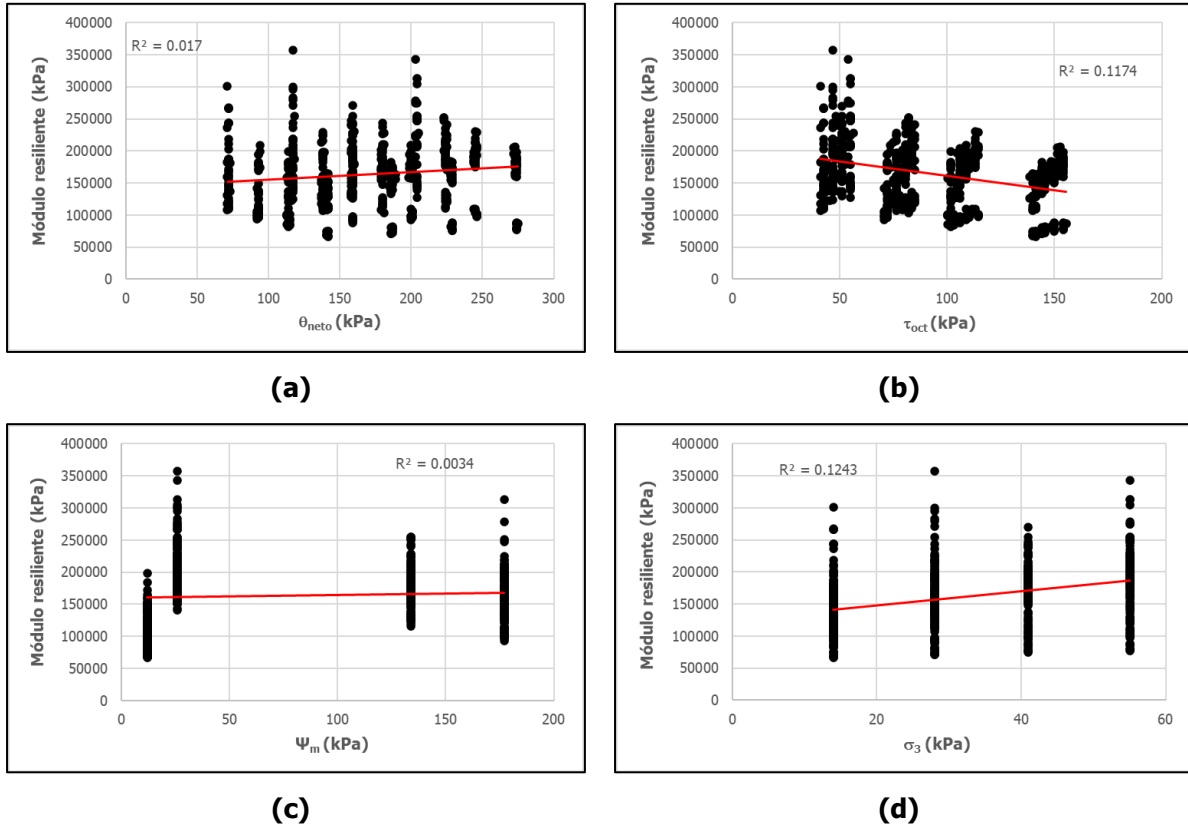 400000
350000
300000
250000
200000
150000
100000
50000
0
R² = 0.017
Módulo resiliente (kPa)
0 50 100 150 200 250 300
θneto (kPa)
(a)
400000
350000
300000
250000
200000
150000
100000
50000
0
R² = 0.1174
Módulo resiliente (kPa)
0 50 100 150 200
τoct (kPa)
(b)
400000
350000
300000
250000
200000
150000
100000
50000
0
R² = 0.0034
Módulo resiliente (kPa)
0 50 100 150 200
Ψm (kPa)
(c)
400000
350000
300000
250000
200000
150000
100000
50000
0
R² = 0.1243
Módulo resiliente (kPa)
0 20 40 60
σ3 (kPa)
(d)